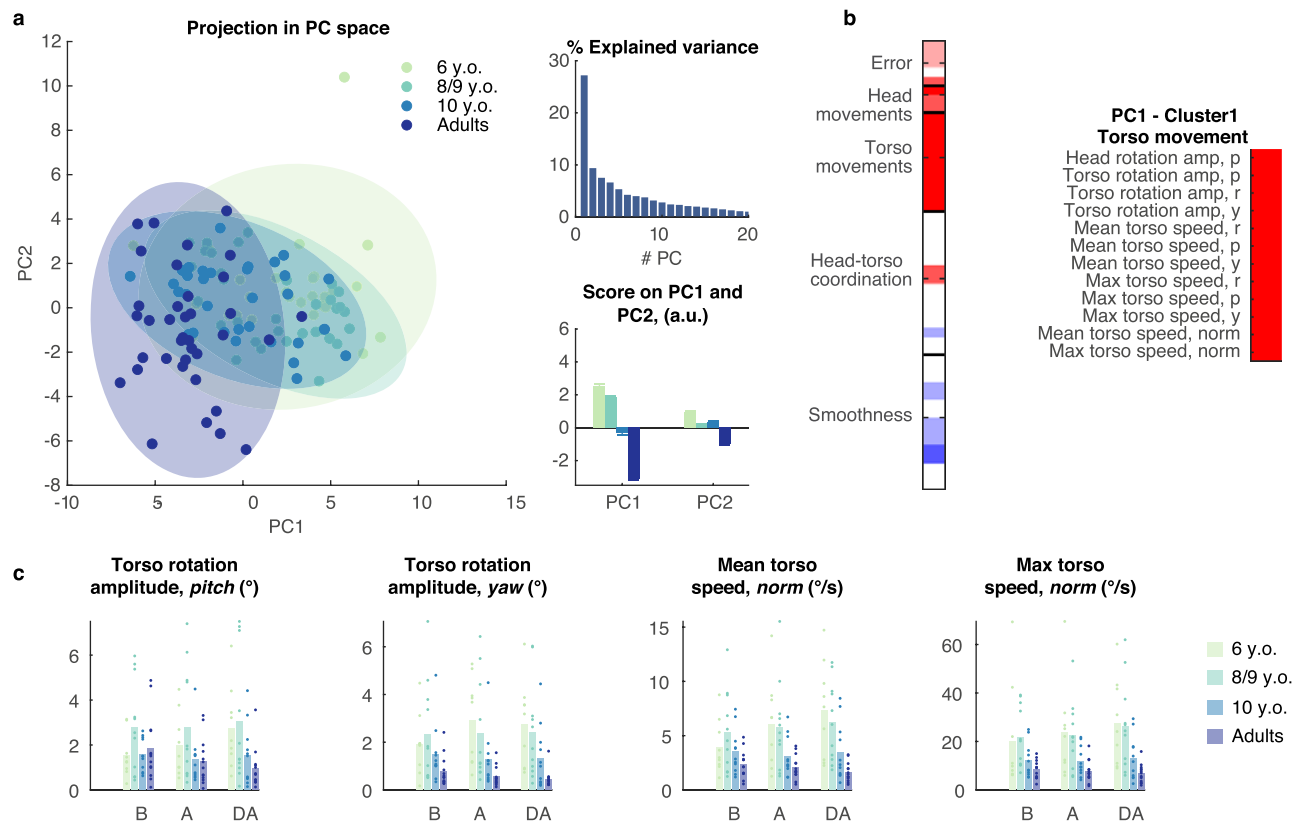 a
Projection in PC space
12
10
8
6
4
2
0
-2
-4
-6
-8
PC2
-10
5
0
5
10
15
PC1
6 y.o.
8/9 y.o.
10 y.o.
Adults
% Explained variance
30
20
10
0
0
10
20
# PC
Score on PC1 and
PC2, (a.u.)
6
4
2
0
-2
PC1
PC2
b
Error
Head
movements
Torso
movements
Head-torso
coordination
Smoothness
PC1 - Cluster1
Torso movement
Head rotation amp, p
Torso rotation amp, p
Torso rotation amp, r
Torso rotation amp, y
Mean torso speed, r
Mean torso speed, p
Mean torso speed, y
Max torso speed, r
Max torso speed, p
Max torso speed, y
Mean torso speed, norm
Max torso speed, norm
c
Torso rotation
amplitude, pitch (°)
6
4
2
0
B
A
DA
Torso rotation
amplitude, yaw (°)
6
4
2
0
B
A
DA
Mean torso
speed, norm (°/s)
15
10
5
0
B
A
DA
Max torso
speed, norm (°/s)
60
40
20
0
B
A
DA
6 y.o.
8/9 y.o.
10 y.o.
Adults